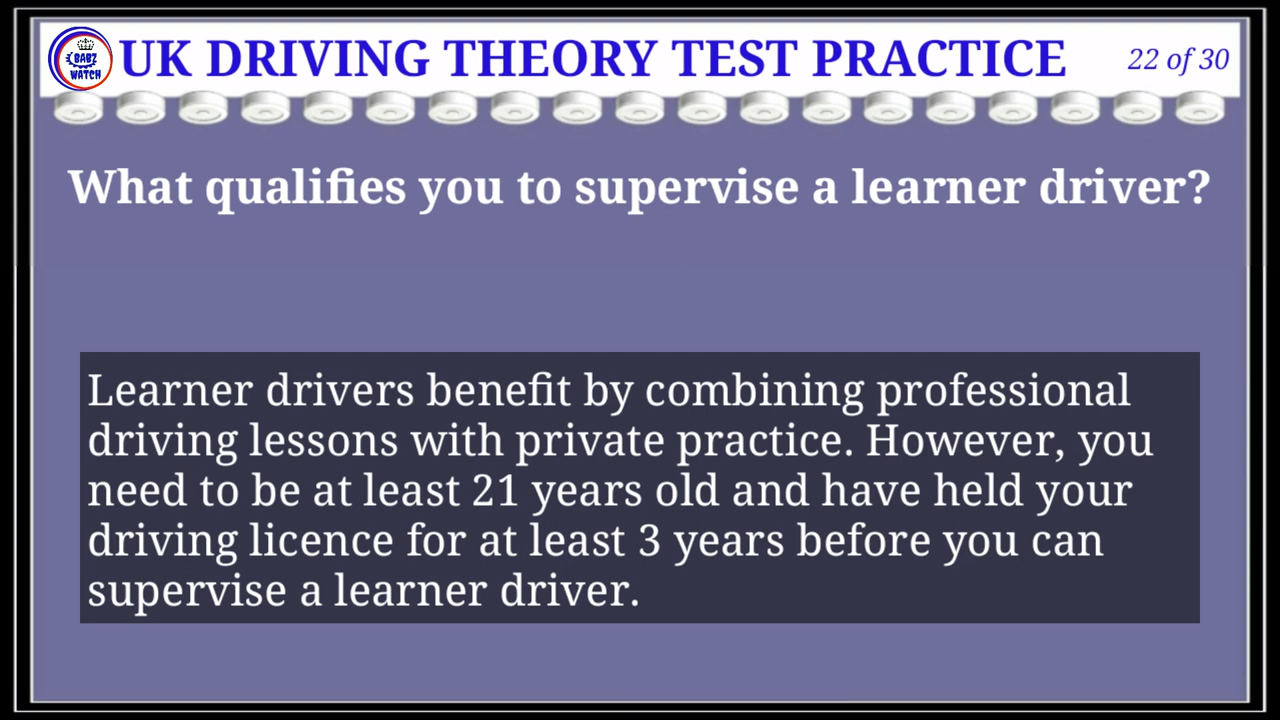 BABZ
WATCH
UK DRIVING THEORY TEST PRACTICE
22 of 30
What qualifies you to supervise a learner driver?
Learner drivers benefit by combining professional
driving lessons with private practice. However, you
need to be at least 21 years old and have held your
driving licence for at least 3 years before you can
supervise a learner driver.